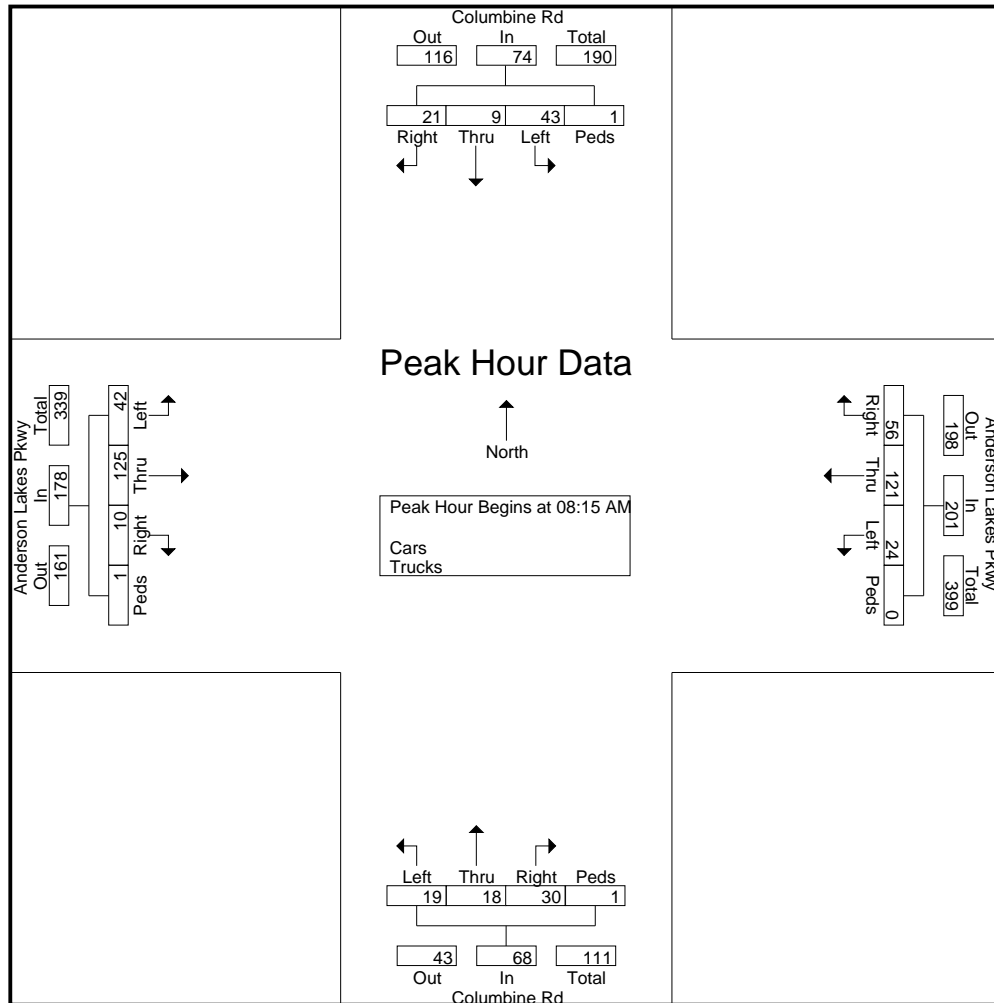 Columbine Rd
Out In Total
116 74 190
21 9 43 1
Right Thru Left Peds
Peak Hour Data
North
Peak Hour Begins at 08:15 AM
Cars
Trucks
Anderson Lakes Pkwy
Out In Total
161 178 339
42 125 10 1
Left Thru Right Peds
Anderson Lakes Pkwy
Out In Total
198 201 399
56 121 24 0
Right Thru Left Peds
Left Thru Right Peds
19 18 30 1
43 68 111
Out In Total
Columbine Rd